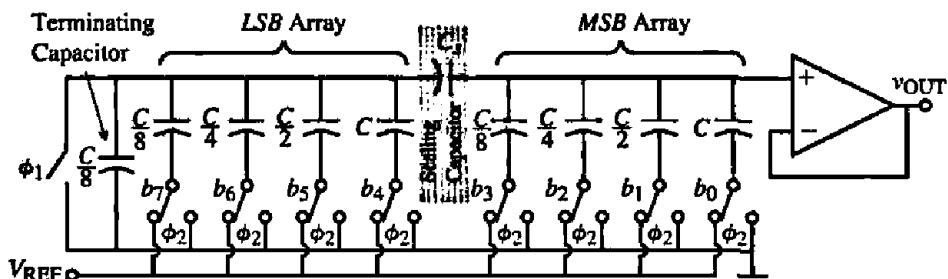 Terminating
Capacitor
LSB Array
MSB Array
Scaling
Capacitor
C/8
C/4
C/2
C
C/8
C/4
C/2
C
C/8
ϕ1
b7
b6
b5
b4
b3
b2
b1
b0
ϕ2
ϕ2
ϕ2
ϕ2
ϕ2
ϕ2
ϕ2
ϕ2
+
−
vOUT
VREF